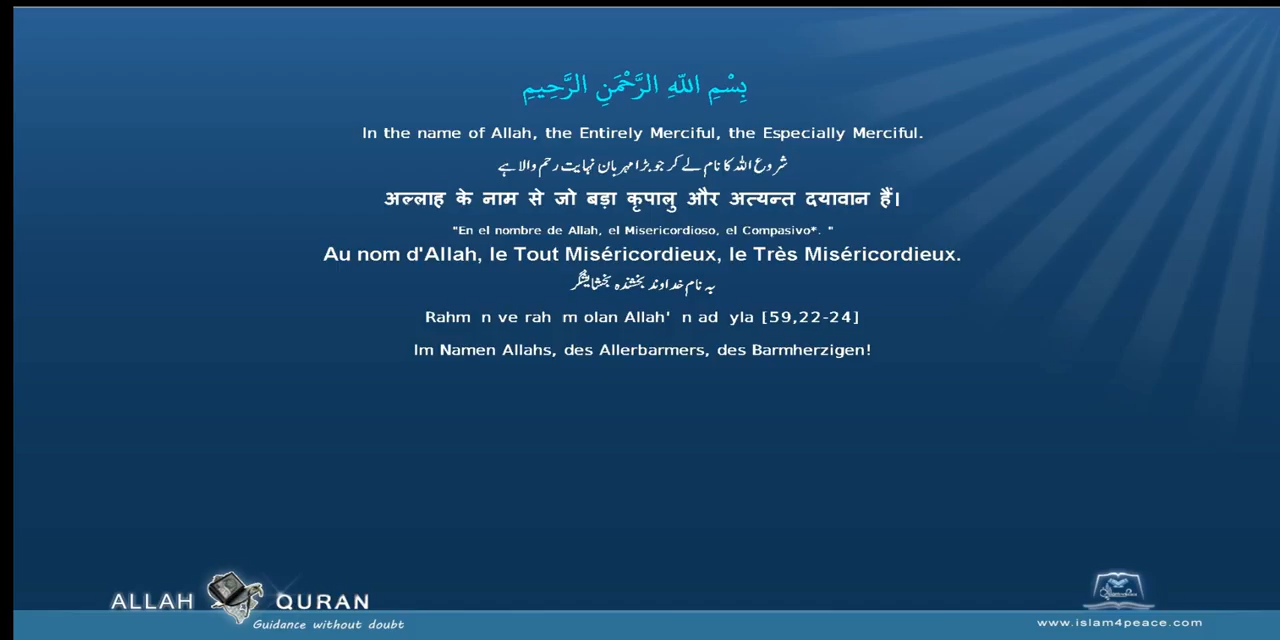 بِسْمِ اللّهِ الرَّحْمَنِ الرَّحِيمِ
In the name of Allah, the Entirely Merciful, the Especially Merciful.
شروع الله کا نام لے کر جو بڑا مہربان نہایت رحم والا ہے
अल्लाह के नाम से जो बड़ा कृपालु और अत्यन्त दयावान हैं।
"En el nombre de Allah, el Misericordioso, el Compasivo*. "
Au nom d'Allah, le Tout Miséricordieux, le Très Miséricordieux.
به نام خداوند بخشنده بخشایشگر
Rahm n ve rah m olan Allah' n ad yla [59,22-24]
Im Namen Allahs, des Allerbarmers, des Barmherzigen!
ALLAH QURAN
Guidance without doubt
www.islam4peace.com